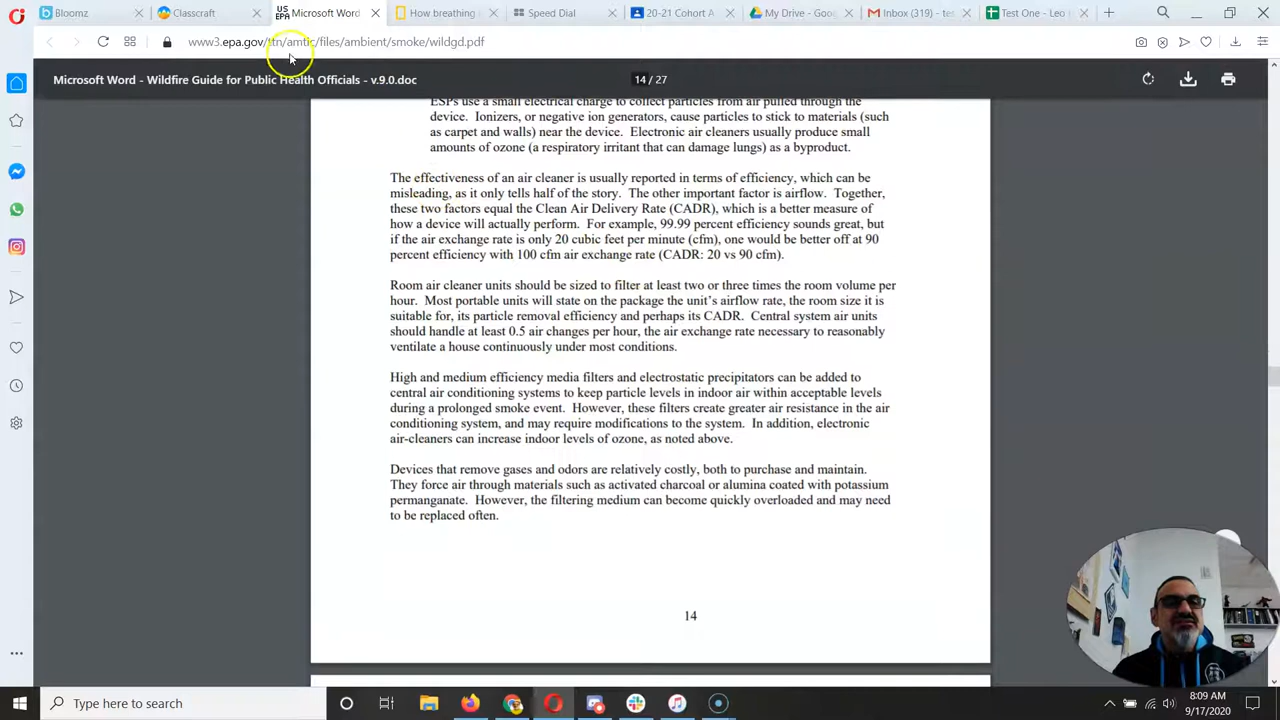 Bloomz
Classcraft
US EPA
Microsoft Word
How breathing
Speed Dial
20-21 Cohort A
My Drive - Goo
Inbox (319) - te
Test One - Leo
www3.epa.gov/ttn/amtic/files/ambient/smoke/wildgd.pdf
Microsoft Word - Wildfire Guide for Public Health Officials - v.9.0.doc
14 / 27
ESPs use a small electrical charge to collect particles from air pulled through the
device. Ionizers, or negative ion generators, cause particles to stick to materials (such
as carpet and walls) near the device. Electronic air cleaners usually produce small
amounts of ozone (a respiratory irritant that can damage lungs) as a byproduct.
The effectiveness of an air cleaner is usually reported in terms of efficiency, which can be
misleading, as it only tells half of the story. The other important factor is airflow. Together,
these two factors equal the Clean Air Delivery Rate (CADR), which is a better measure of
how a device will actually perform. For example, 99.99 percent efficiency sounds great, but
if the air exchange rate is only 20 cubic feet per minute (cfm), one would be better off at 90
percent efficiency with 100 cfm air exchange rate (CADR: 20 vs 90 cfm).
Room air cleaner units should be sized to filter at least two or three times the room volume per
hour. Most portable units will state on the package the unit's airflow rate, the room size it is
suitable for, its particle removal efficiency and perhaps its CADR. Central system air units
should handle at least 0.5 air changes per hour, the air exchange rate necessary to reasonably
ventilate a house continuously under most conditions.
High and medium efficiency media filters and electrostatic precipitators can be added to
central air conditioning systems to keep particle levels in indoor air within acceptable levels
during a prolonged smoke event. However, these filters create greater air resistance in the air
conditioning system, and may require modifications to the system. In addition, electronic
air-cleaners can increase indoor levels of ozone, as noted above.
Devices that remove gases and odors are relatively costly, both to purchase and maintain.
They force air through materials such as activated charcoal or alumina coated with potassium
permanganate. However, the filtering medium can become quickly overloaded and may need
to be replaced often.
14
Type here to search
8:09 AM
9/17/2020